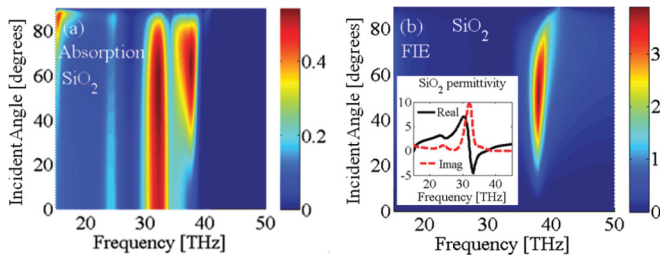 (a)
Absorption
SiO2
Incident Angle [degrees]
80
60
40
20
0
20 30 40 50
Frequency [THz]
0.4
0.2
0
(b) SiO2
FIE
Incident Angle [degrees]
80
60
40
20
0
20 30 40 50
Frequency [THz]
3
2
1
0
SiO2 permittivity
Real
Imag
10
5
0
-5
20 30 40
Frequency [THz]